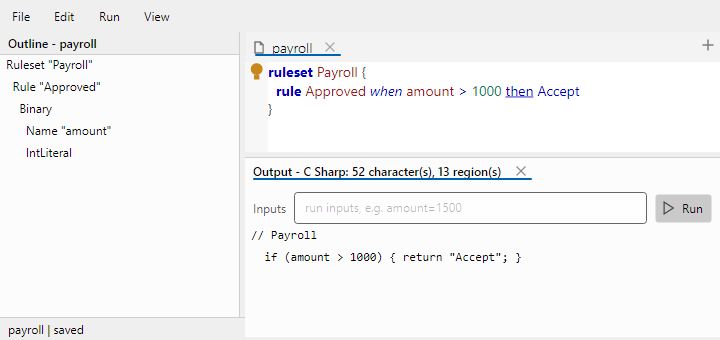 File Edit Run View
Outline - payroll
Ruleset "Payroll"
Rule "Approved"
Binary
Name "amount"
IntLiteral
payroll
ruleset Payroll {
rule Approved when amount > 1000 then Accept
}
Output - C Sharp: 52 character(s), 13 region(s)
Inputs run inputs, e.g. amount=1500 Run
// Payroll
if (amount > 1000) { return "Accept"; }
payroll | saved